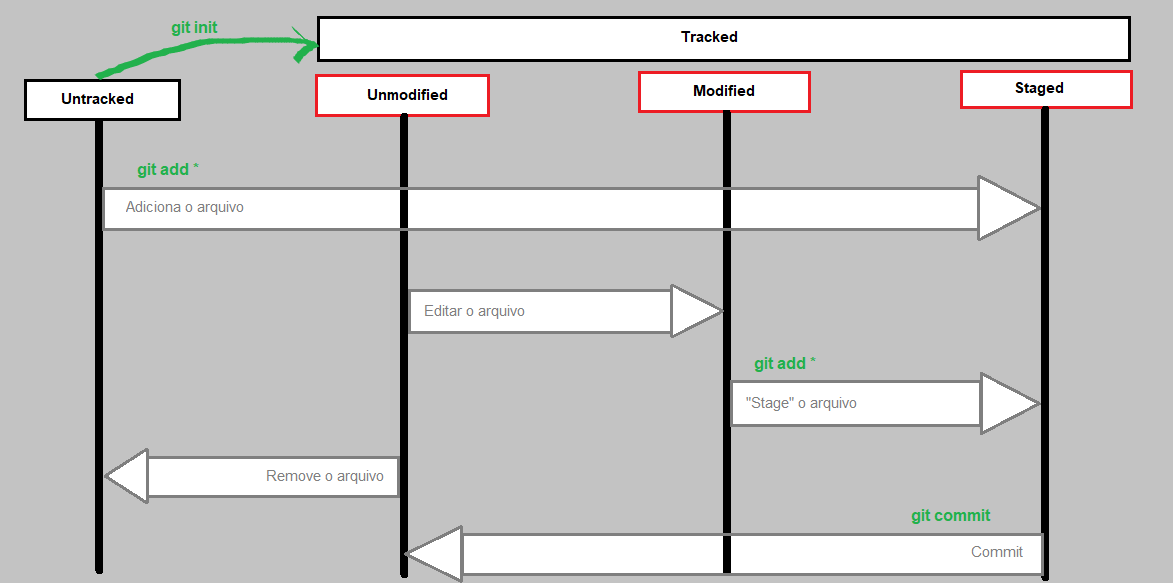 git init
Tracked
Untracked
Unmodified
Modified
Staged
git add *
Adiciona o arquivo
Editar o arquivo
git add *
"Stage" o arquivo
Remove o arquivo
git commit
Commit